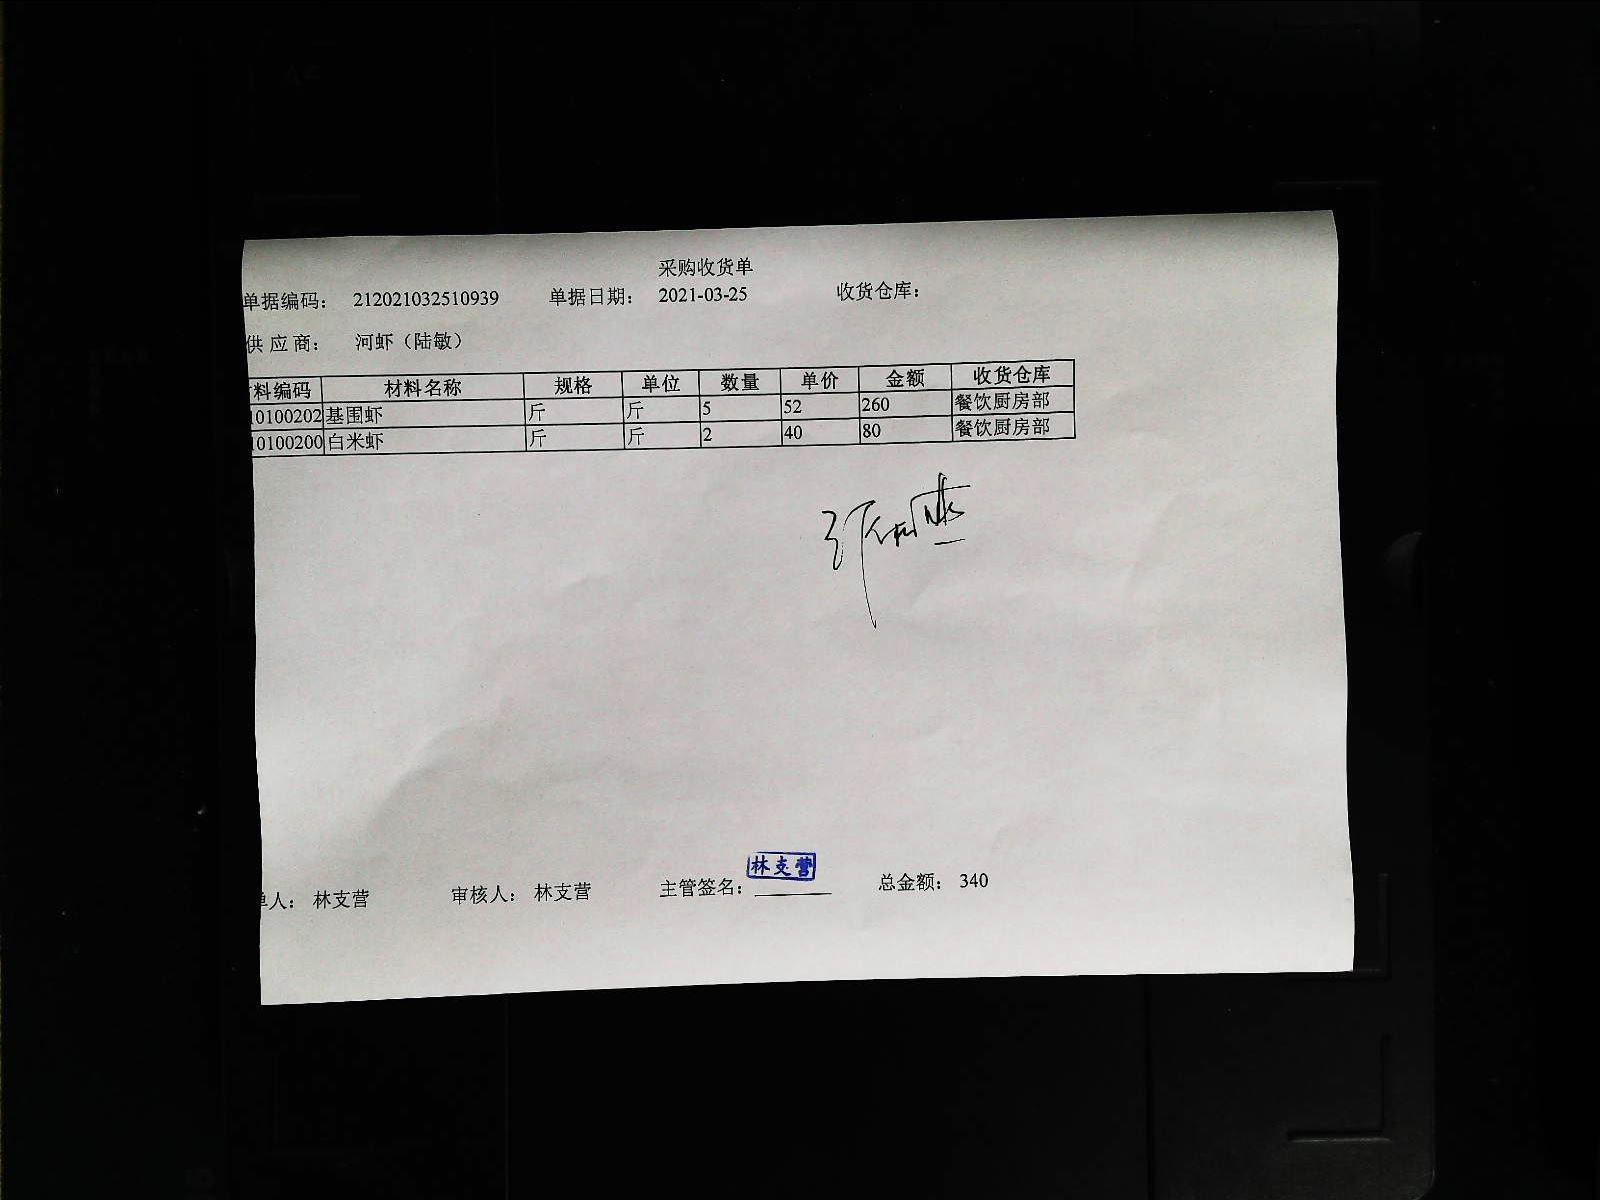 采购收货单
单据编码： 212021032510939 单据日期： 2021-03-25 收货仓库：
供 应 商： 河虾（陆敏）
料编码 材料名称 规格 单位 数量 单价 金额 收货仓库
10100202 基围虾 斤 斤 5 52 260 餐饮厨房部
10100200 白米虾 斤 斤 2 40 80 餐饮厨房部
林支营
单人： 林支营 审核人： 林支营 主管签名： 总金额： 340